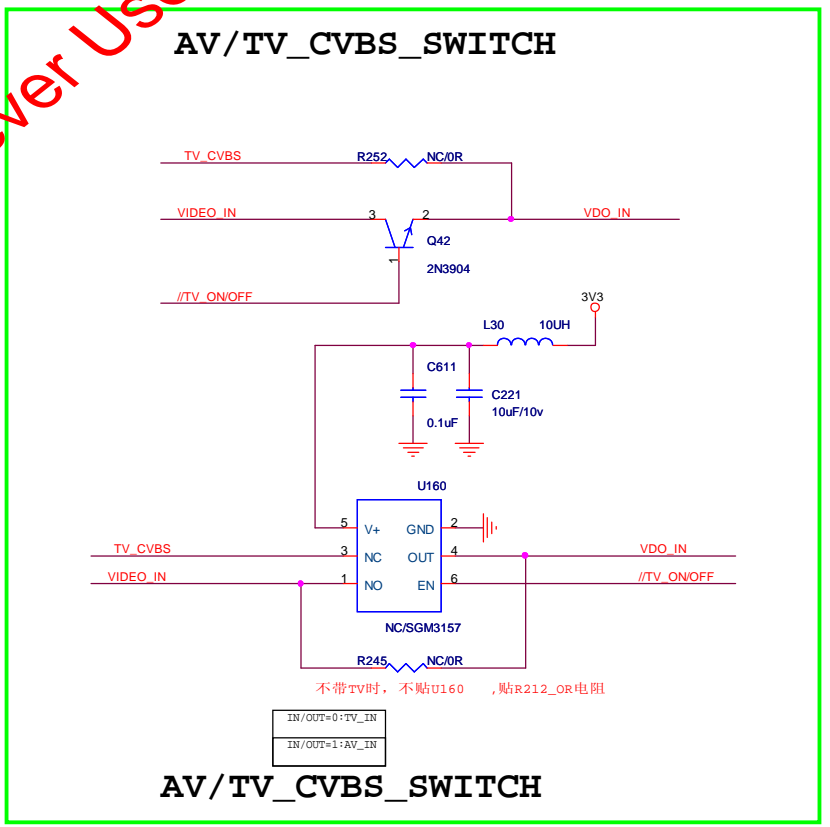 ver Use
AV/TV_CVBS_SWITCH
TV_CVBS
R252
NC/0R
VIDEO_IN
3
2
VDO_IN
Q42
1
2N3904
//TV_ON/OFF
3V3
L30
10UH
C611
C221
10uF/10v
0.1uF
U160
5
V+
GND
2
TV_CVBS
3
NC
OUT
4
VDO_IN
VIDEO_IN
1
NO
EN
6
//TV_ON/OFF
NC/SGM3157
R245
NC/0R
不带TV时, 不贴U160 ,贴R212_OR电阻
IN/OUT=0:TV_IN
IN/OUT=1:AV_IN
AV/TV_CVBS_SWITCH